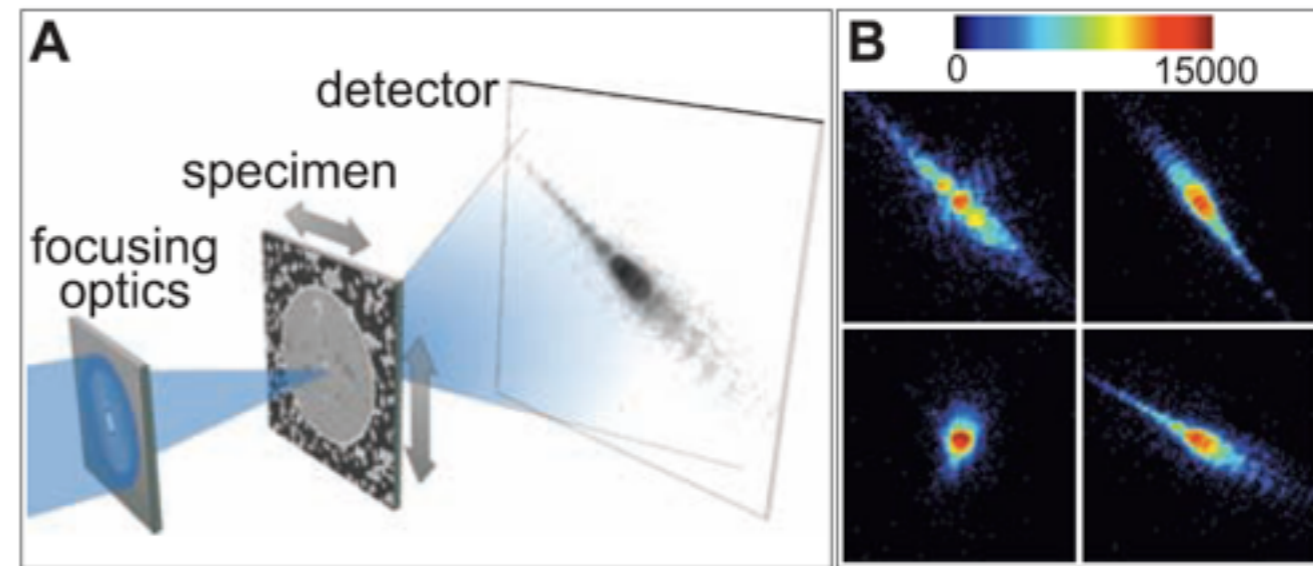 A
detector
specimen
focusing
optics
B
0
15000